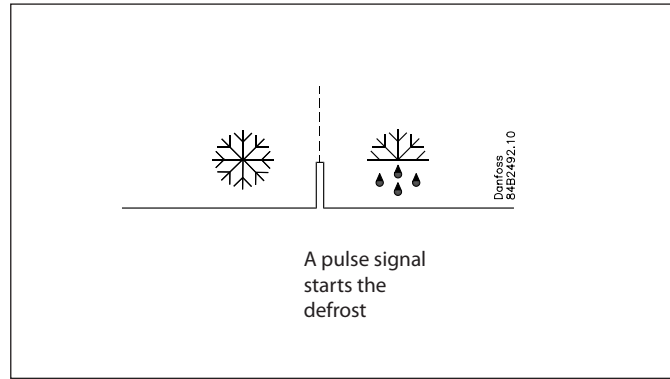 Danfoss
84B2492.10
A pulse signal
starts the
defrost